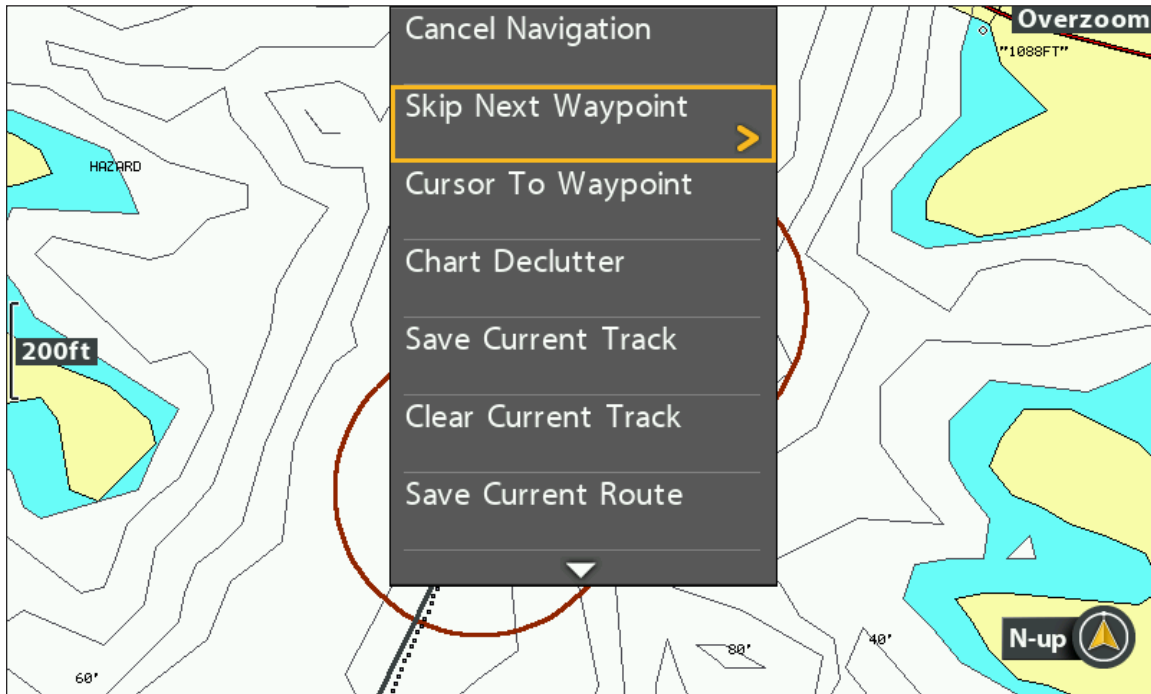 Overzoom
"1088FT"
HAZARD
Cancel Navigation
Skip Next Waypoint
Cursor To Waypoint
Chart Declutter
Save Current Track
Clear Current Track
Save Current Route
200ft
N-up
60'
80'
40'